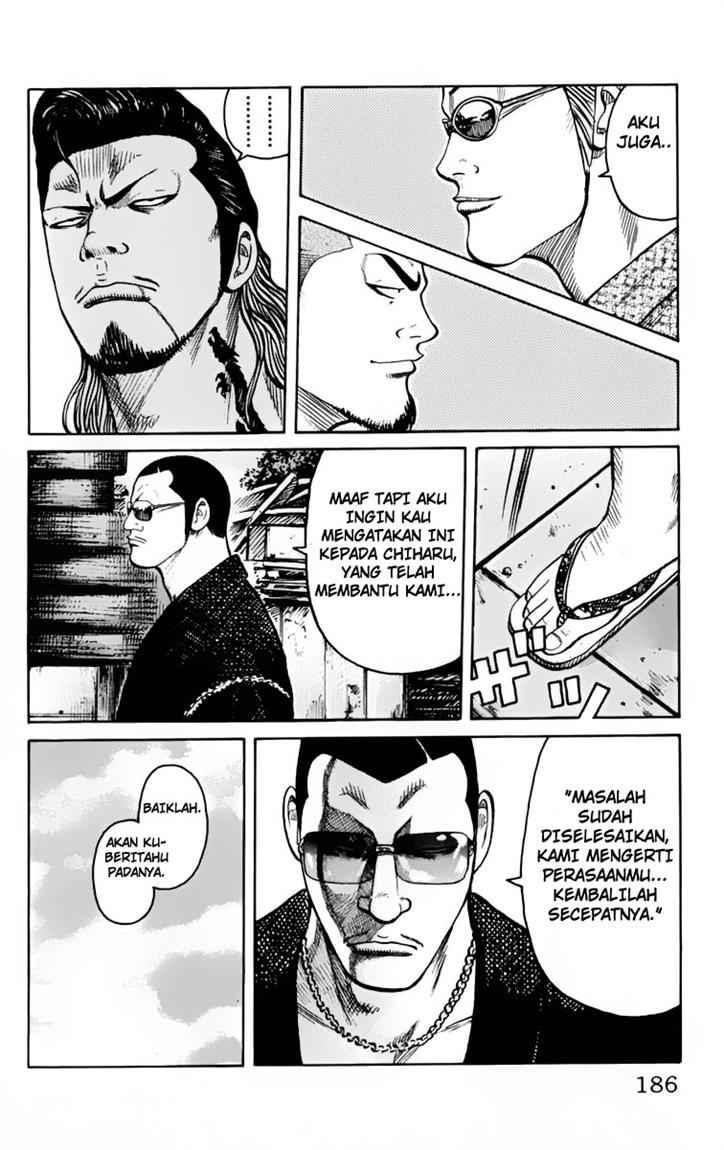 AKU
JUGA..
MAAF TAPI AKU
INGIN KAU
MENGATAKAN INI
KEPADA CHIHARU,
YANG TELAH
MEMBANTU KAMI...
"MASALAH
SUDAH
DISELESAIKAN,
KAMI MENGERTI
PERASAANMU...
KEMBALILAH
SECEPATNYA."
BAIKLAH.
AKAN KU-
BERITAHU
PADANYA.
186